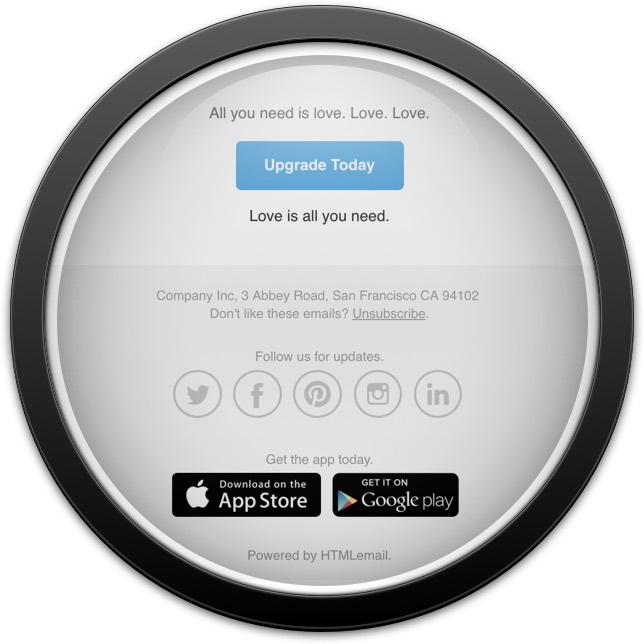 All you need is love. Love. Love.
Upgrade Today
Love is all you need.
Company Inc, 3 Abbey Road, San Francisco CA 94102
Don't like these emails? Unsubscribe.
Follow us for updates.
Get the app today.
Download on the
App Store
GET IT ON
Google play
Powered by HTMLemail.